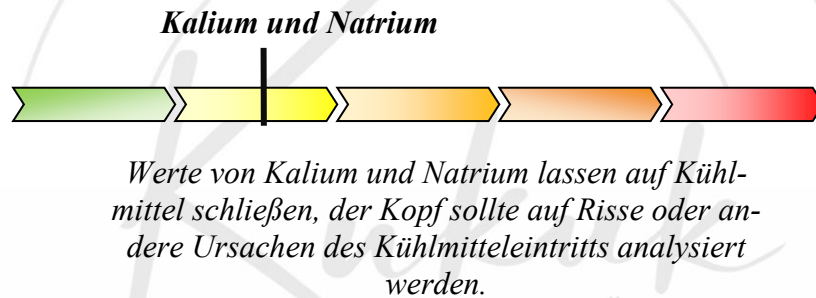 Kalium und Natrium
Werte von Kalium und Natrium lassen auf Kühl-
mittel schließen, der Kopf sollte auf Risse oder an-
dere Ursachen des Kühlmitteleintritts analysiert
werden.